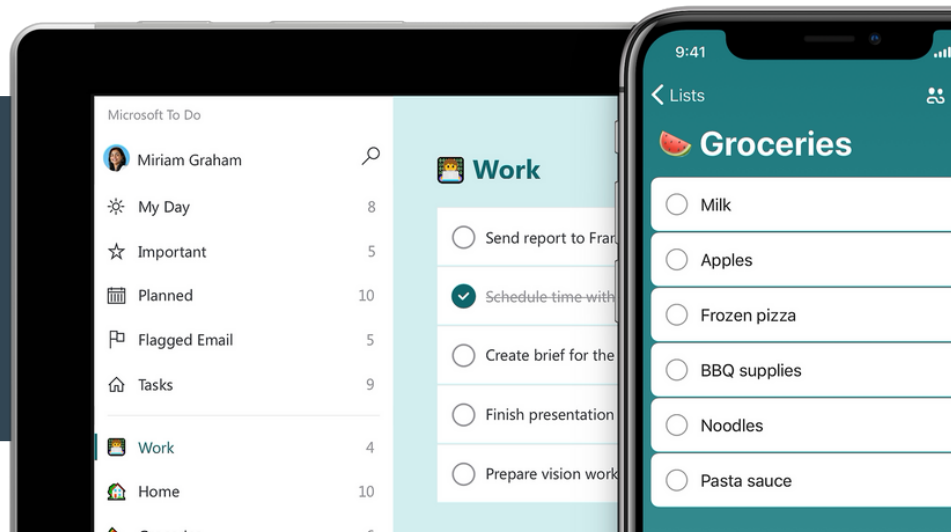 Microsoft To Do
Miriam Graham
My Day 8
Important 5
Planned 10
Flagged Email 5
Tasks 9
Work 4
Home 10
Work
Send report to
Schedule time with
Create brief for the
Finish presentation
Prepare vision
9:41
Lists
Groceries
Milk
Apples
Frozen pizza
BBQ supplies
Noodles
Pasta sauce